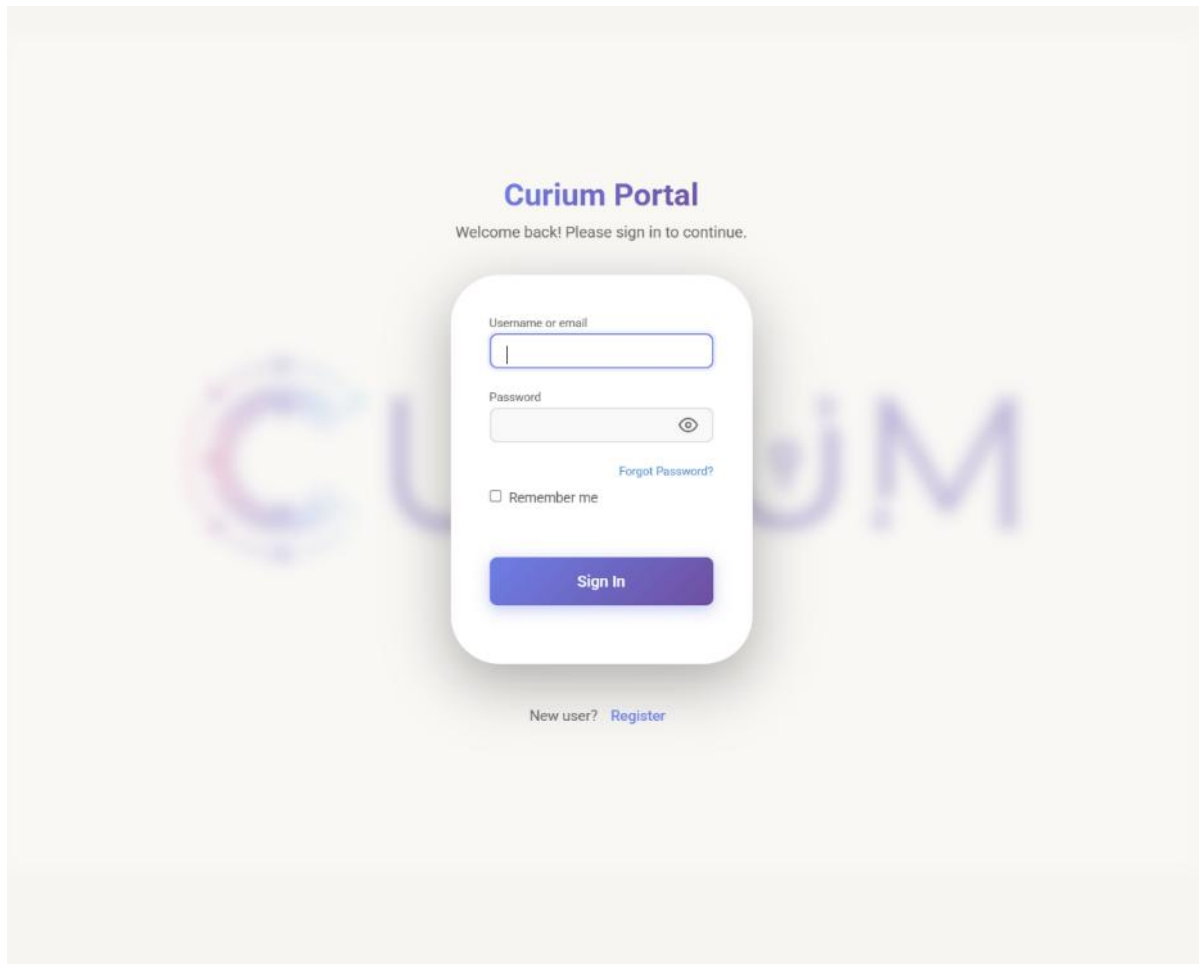 Curium Portal
Welcome back! Please sign in to continue.
Username or email
Password
Forgot Password?
Remember me
CURIUM
Sign In
New user? Register